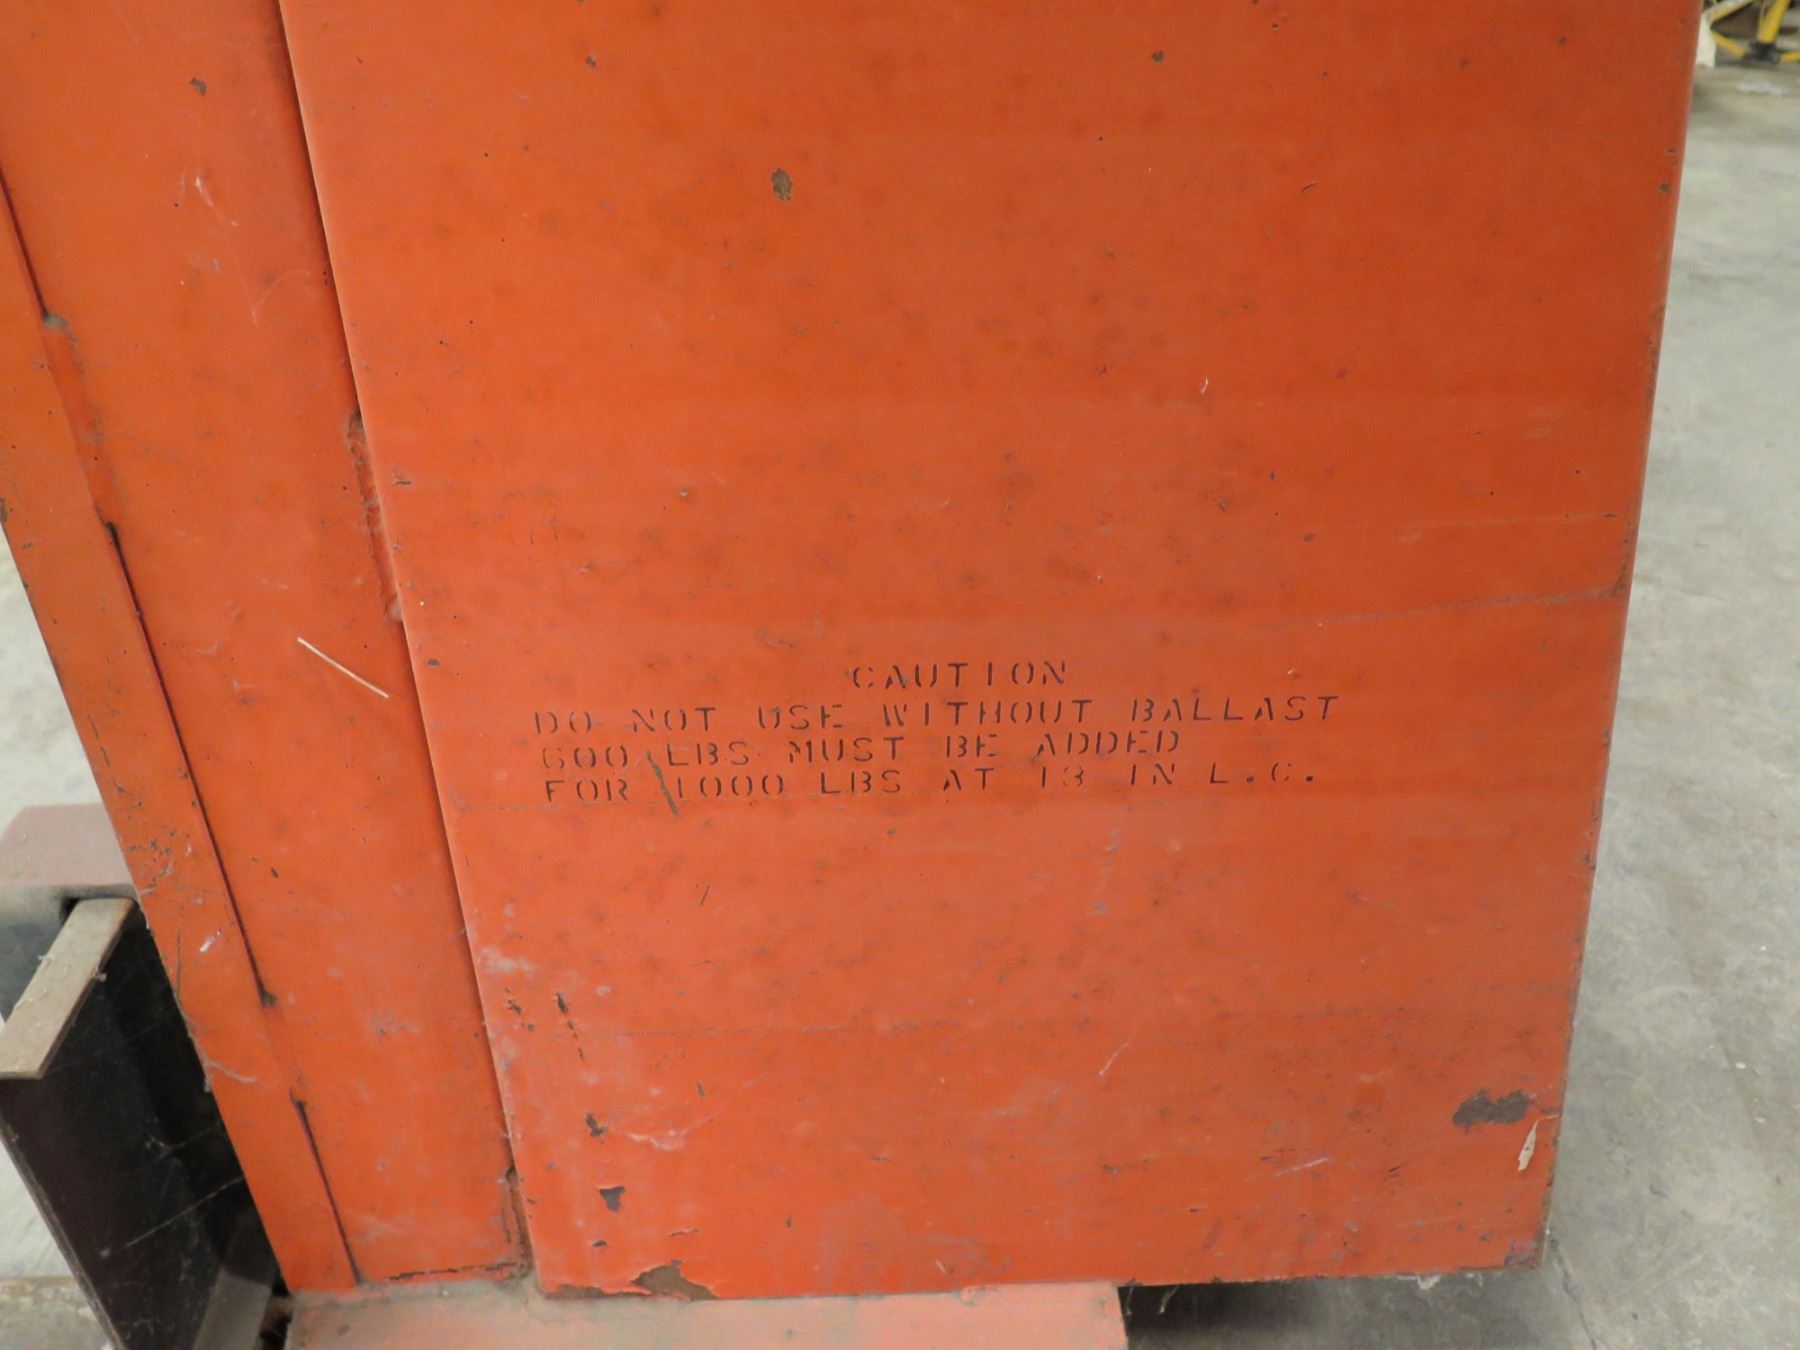 CAUTION
DO NOT USE WITHOUT BALLAST
600 LBS MUST BE ADDED
FOR 1000 LBS AT 13 IN L.C.